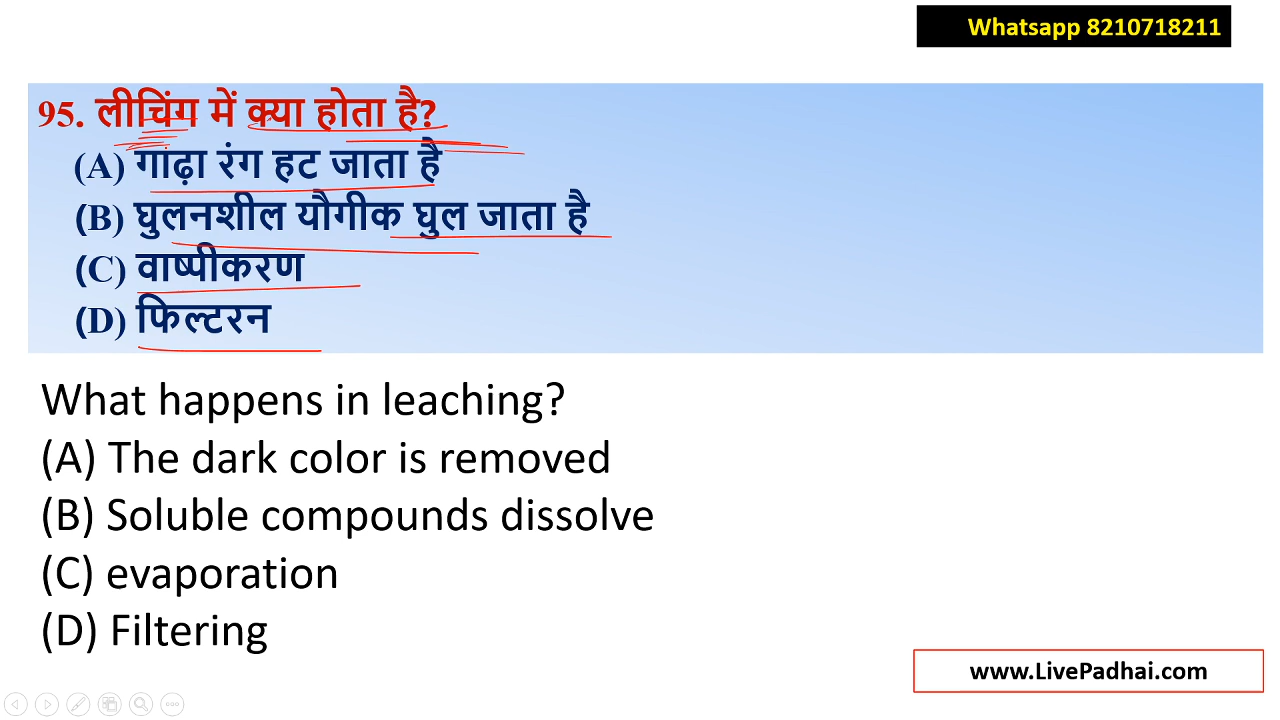 Whatsapp 8210718211
95. लीचिंग में क्या होता है?
(A) गाढ़ा रंग हट जाता है
(B) घुलनशील यौगीक घुल जाता है
(C) वाष्पीकरण
(D) फिल्टरन
What happens in leaching?
(A) The dark color is removed
(B) Soluble compounds dissolve
(C) evaporation
(D) Filtering
www.LivePadhai.com